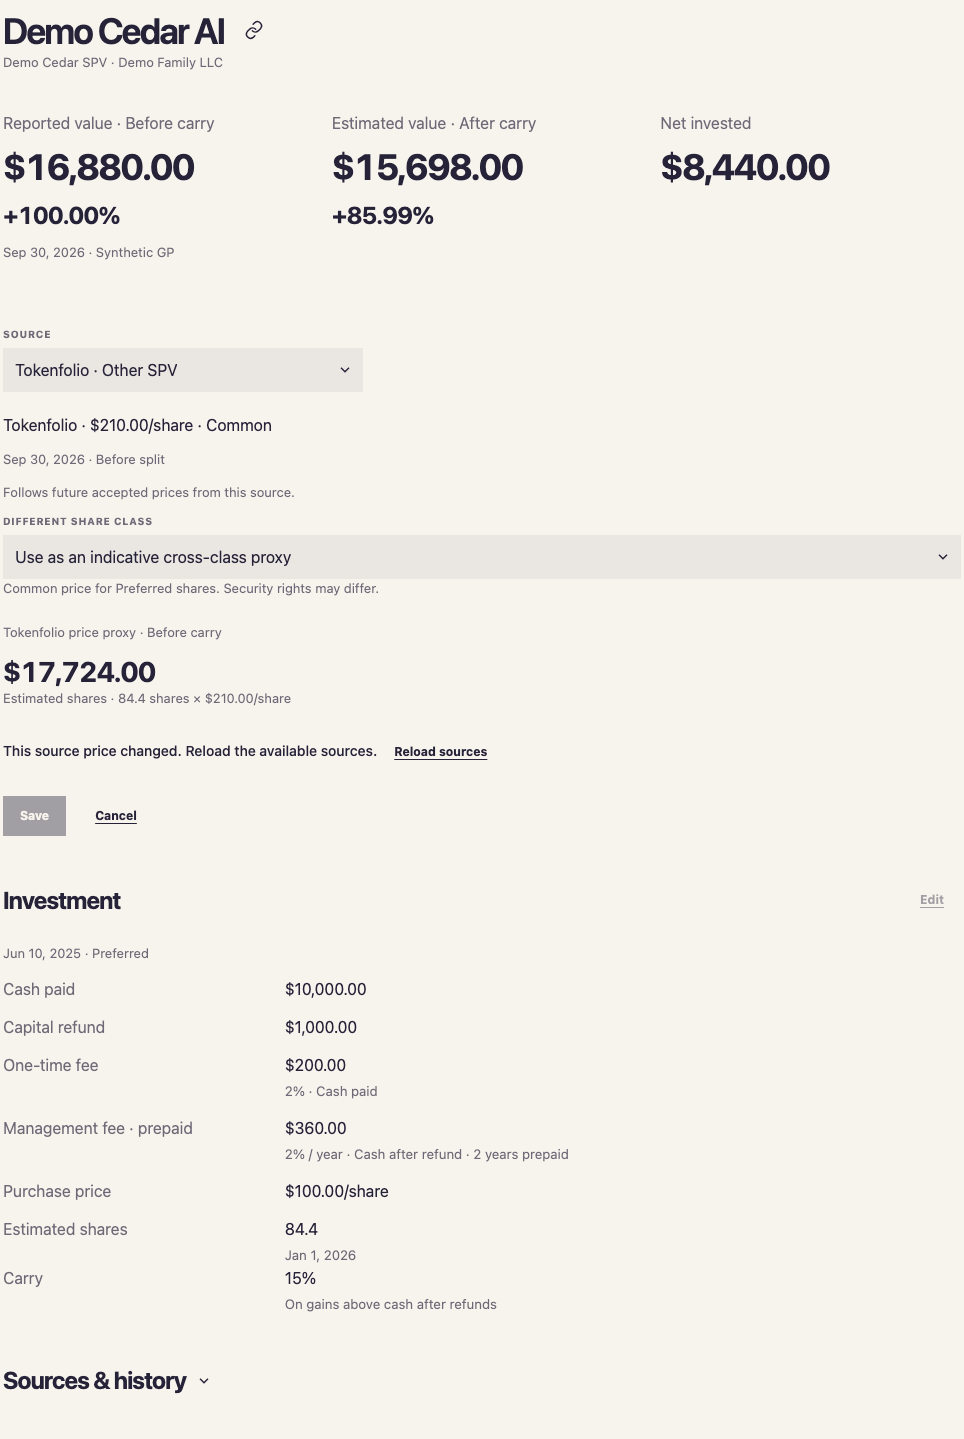 Demo Cedar AI
Demo Cedar SPV · Demo Family LLC
Reported value · Before carry
$16,880.00
+100.00%
Sep 30, 2026 · Synthetic GP
Estimated value · After carry
$15,698.00
+85.99%
Net invested
$8,440.00
SOURCE
Tokenfolio · Other SPV
Tokenfolio · $210.00/share · Common
Sep 30, 2026 · Before split
Follows future accepted prices from this source.
DIFFERENT SHARE CLASS
Use as an indicative cross-class proxy
Common price for Preferred shares. Security rights may differ.
Tokenfolio price proxy · Before carry
$17,724.00
Estimated shares · 84.4 shares × $210.00/share
This source price changed. Reload the available sources. Reload sources
Save Cancel
Investment Edit
Jun 10, 2025 · Preferred
Cash paid $10,000.00
Capital refund $1,000.00
One-time fee $200.00
2% · Cash paid
Management fee · prepaid $360.00
2% / year · Cash after refund · 2 years prepaid
Purchase price $100.00/share
Estimated shares 84.4
Jan 1, 2026
Carry 15%
On gains above cash after refunds
Sources & history